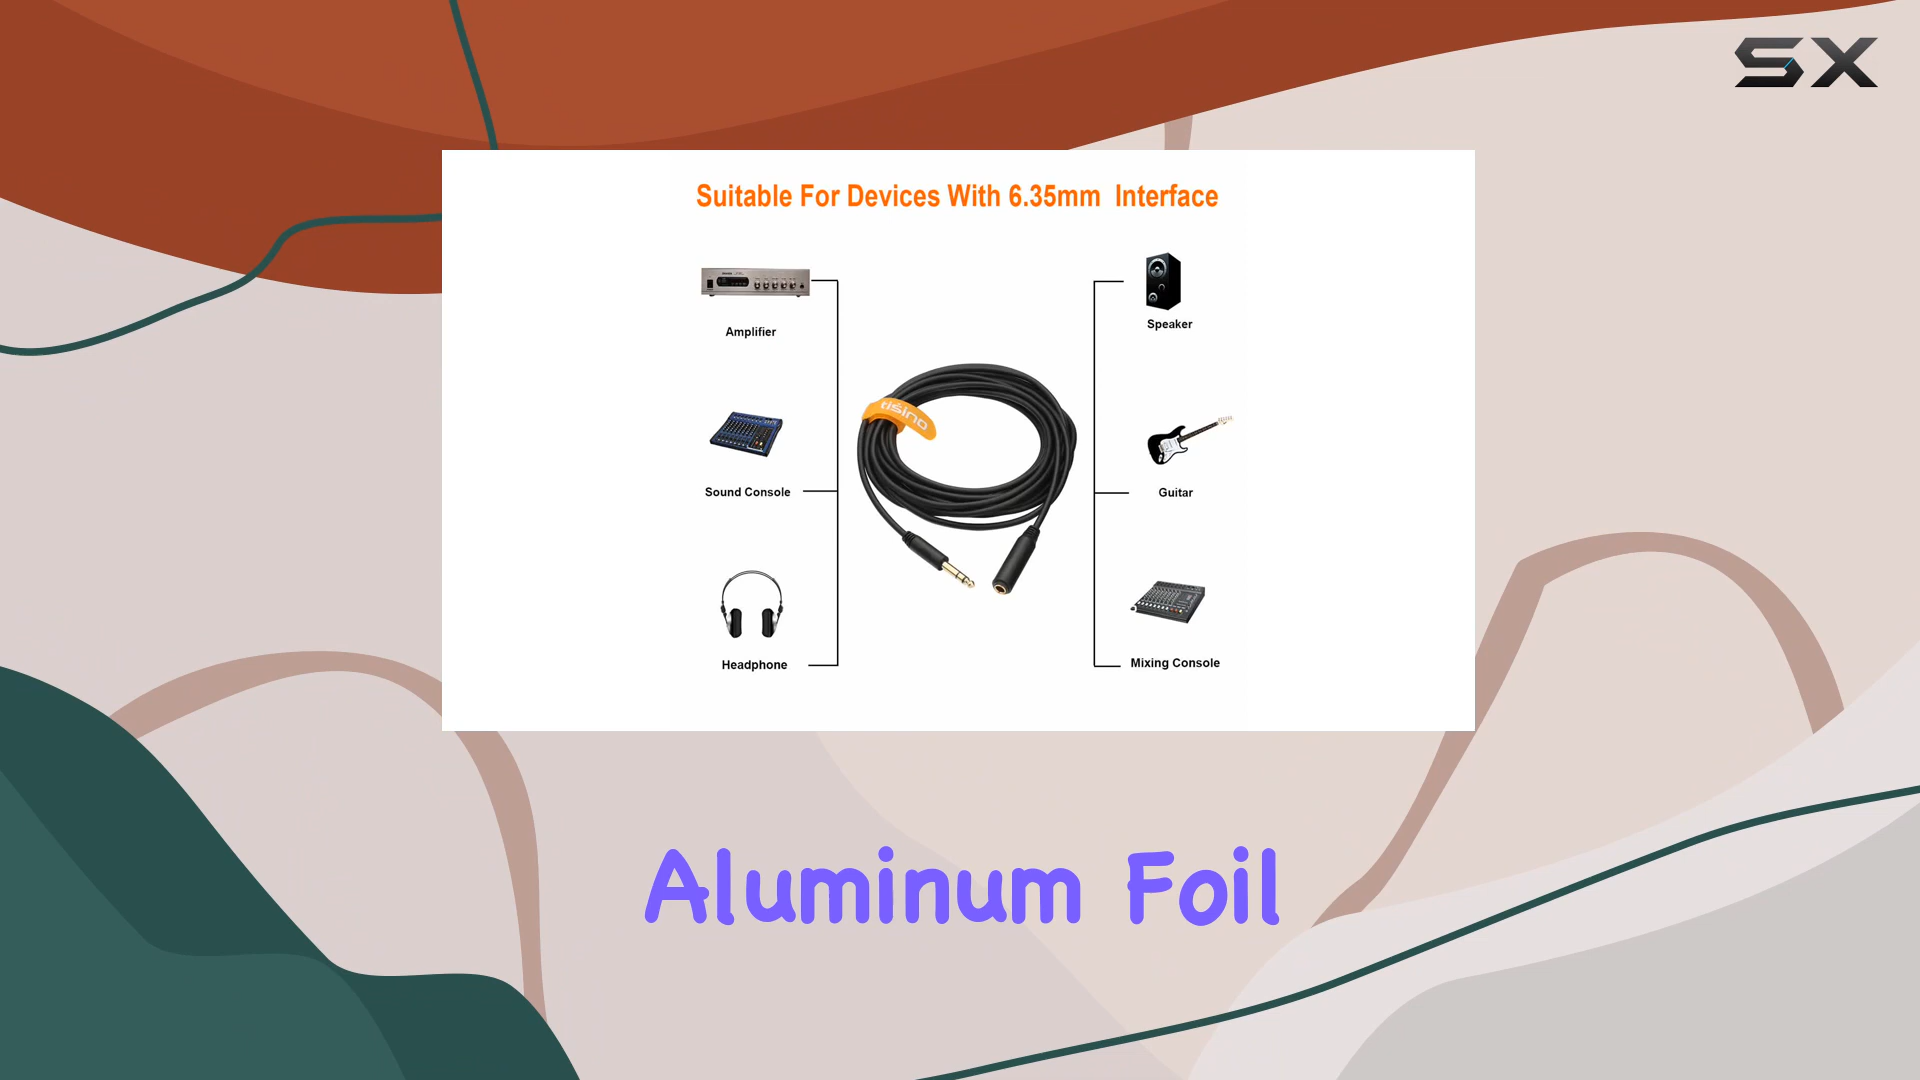 SX
Suitable For Devices With 6.35mm Interface
Amplifier
Speaker
tisino
Sound Console
Guitar
Headphone
Mixing Console
Aluminum Foil